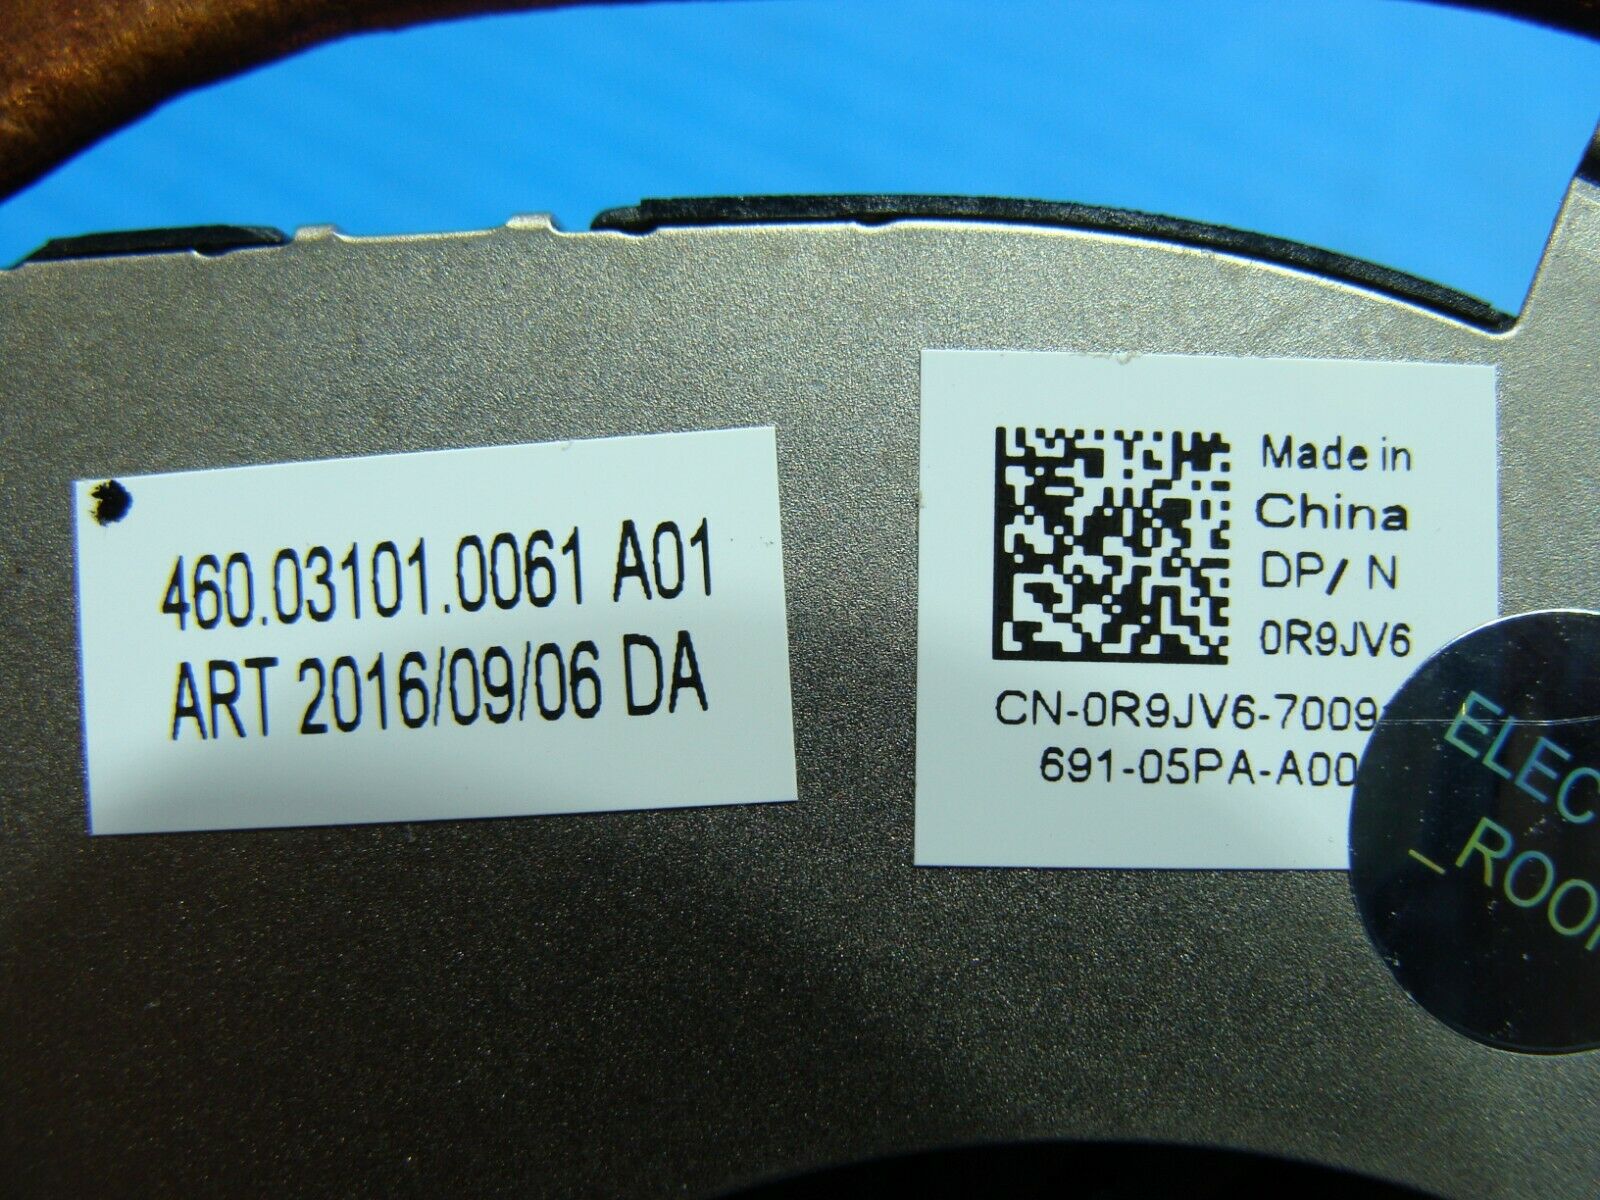 460.03101.0061 A01
ART 2016/09/06 DA
Made in
China
DP/ N
0R9JV6
CN-0R9JV6-7009
691-05PA-A00
ELEC
_ROO